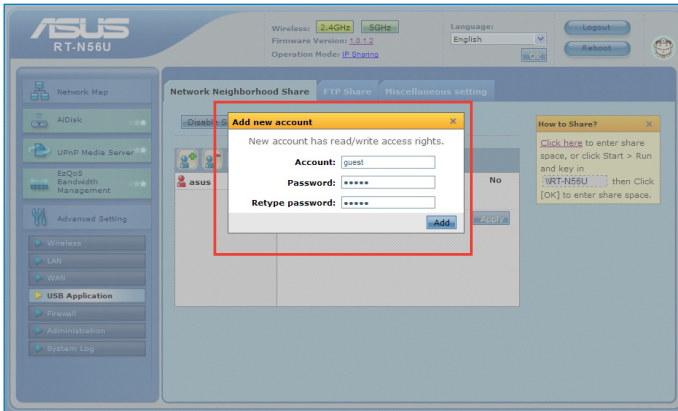 ASUS
RT-N56U
Wireless: 2.4GHz 5GHz
Firmware Version: 1.0.1.2
Operation Mode: IP Sharing
Language:
English
Logout
Reboot
Network Map
AiDisk
UPnP Media Server
EzQoS
Bandwidth
Management
Advanced Setting
Wireless
LAN
WAN
USB Application
Firewall
Administration
System Log
Network Neighborhood Share FTP Share Miscellaneous setting
Disable S
asus
No
Apply
Add new account ×
New account has read/write access rights.
Account: guest
Password: •••••
Retype password: •••••
Add
How to Share? ×
Click here to enter share
space, or click Start > Run
and key in
\\RT-N56U then Click
[OK] to enter share space.